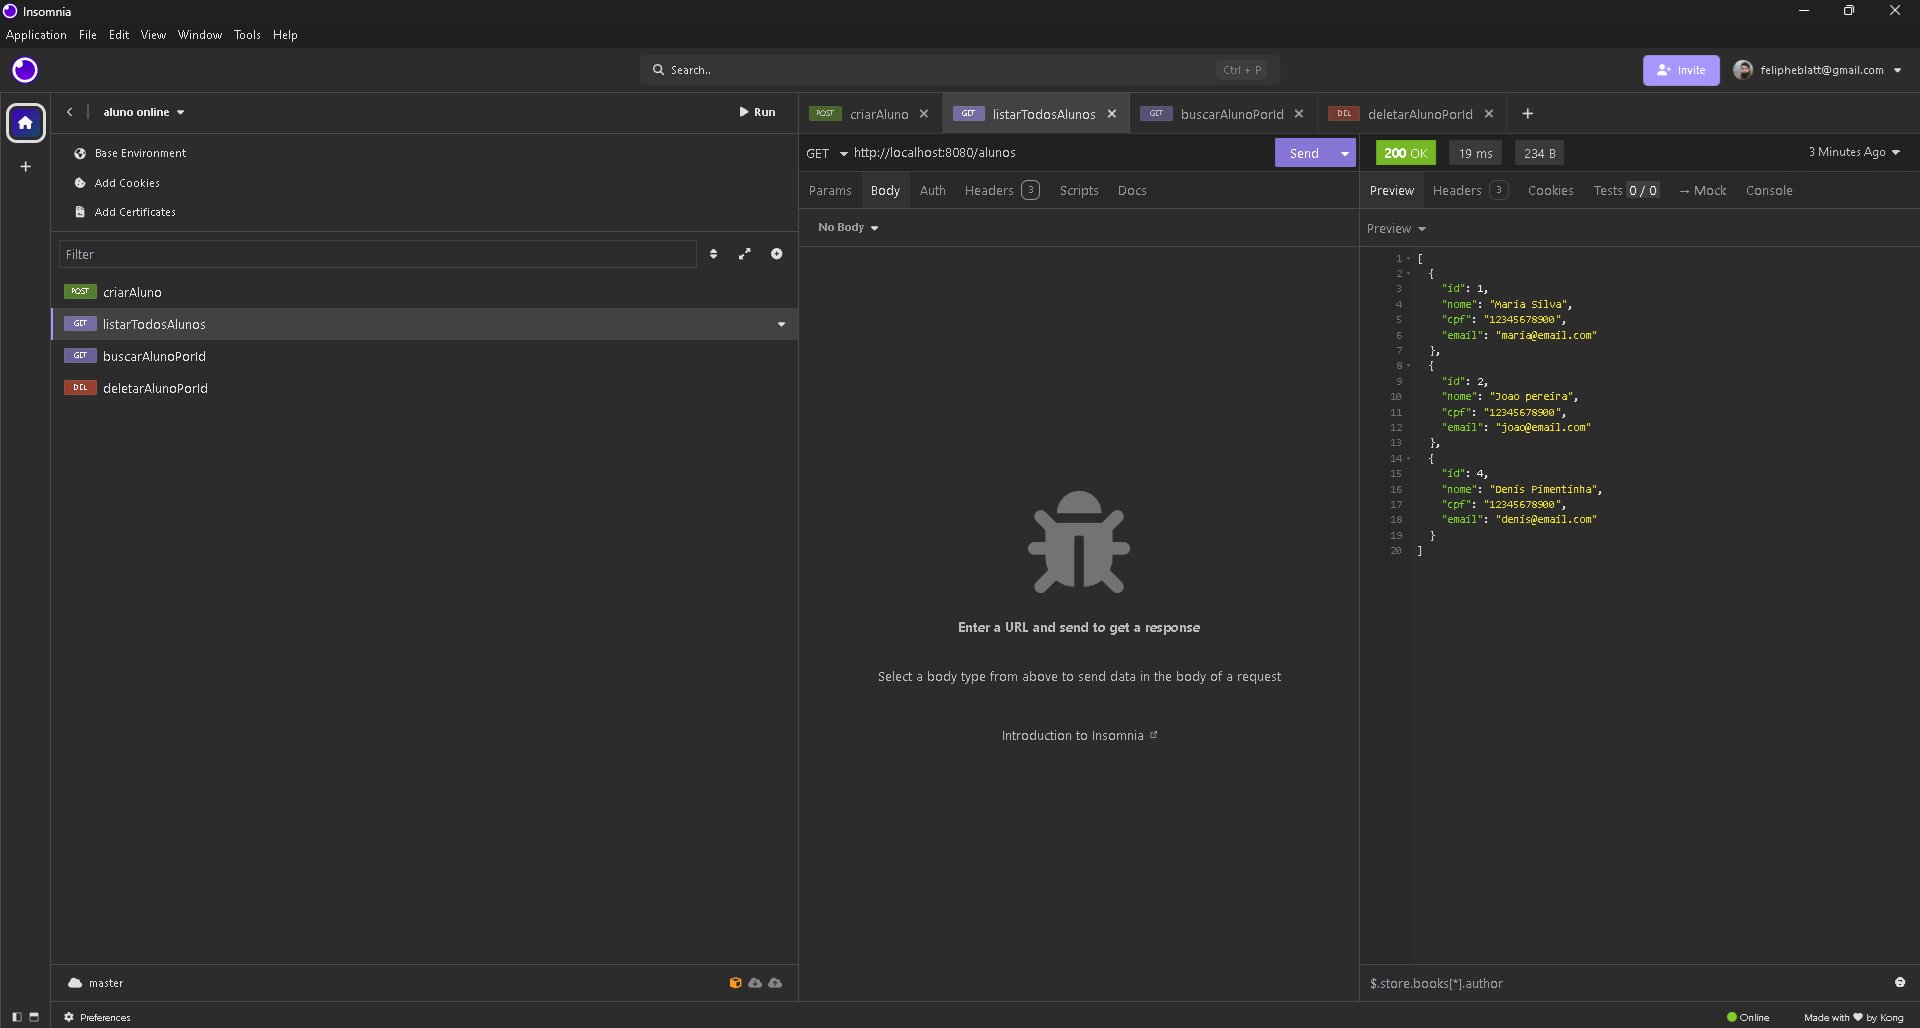 Insomnia
Application File Edit View Window Tools Help
Search.. Ctrl + P
Invite
felipheblatt@gmail.com
aluno online
Run
POST criarAluno
GET listarTodosAlunos
GET buscarAlunoPorId
DEL deletarAlunoPorId
Base Environment
Add Cookies
Add Certificates
Filter
POST criarAluno
GET listarTodosAlunos
GET buscarAlunoPorId
DEL deletarAlunoPorId
master
Preferences
GET http://localhost:8080/alunos
Send
Params Body Auth Headers 3 Scripts Docs
No Body
Enter a URL and send to get a response
Select a body type from above to send data in the body of a request
Introduction to Insomnia
200 OK 19 ms 234 B
3 Minutes Ago
Preview Headers 3 Cookies Tests 0 / 0 → Mock Console
Preview
1 [
2 {
3 "id": 1,
4 "nome": "Maria Silva",
5 "cpf": "12345678900",
6 "email": "maria@email.com"
7 },
8 {
9 "id": 2,
10 "nome": "Joao pereira",
11 "cpf": "12345678900",
12 "email": "joao@email.com"
13 },
14 {
15 "id": 4,
16 "nome": "Denis Pimentinha",
17 "cpf": "12345678900",
18 "email": "denis@email.com"
19 }
20 ]
$.store.books[*].author
Online
Made with ♥ by Kong